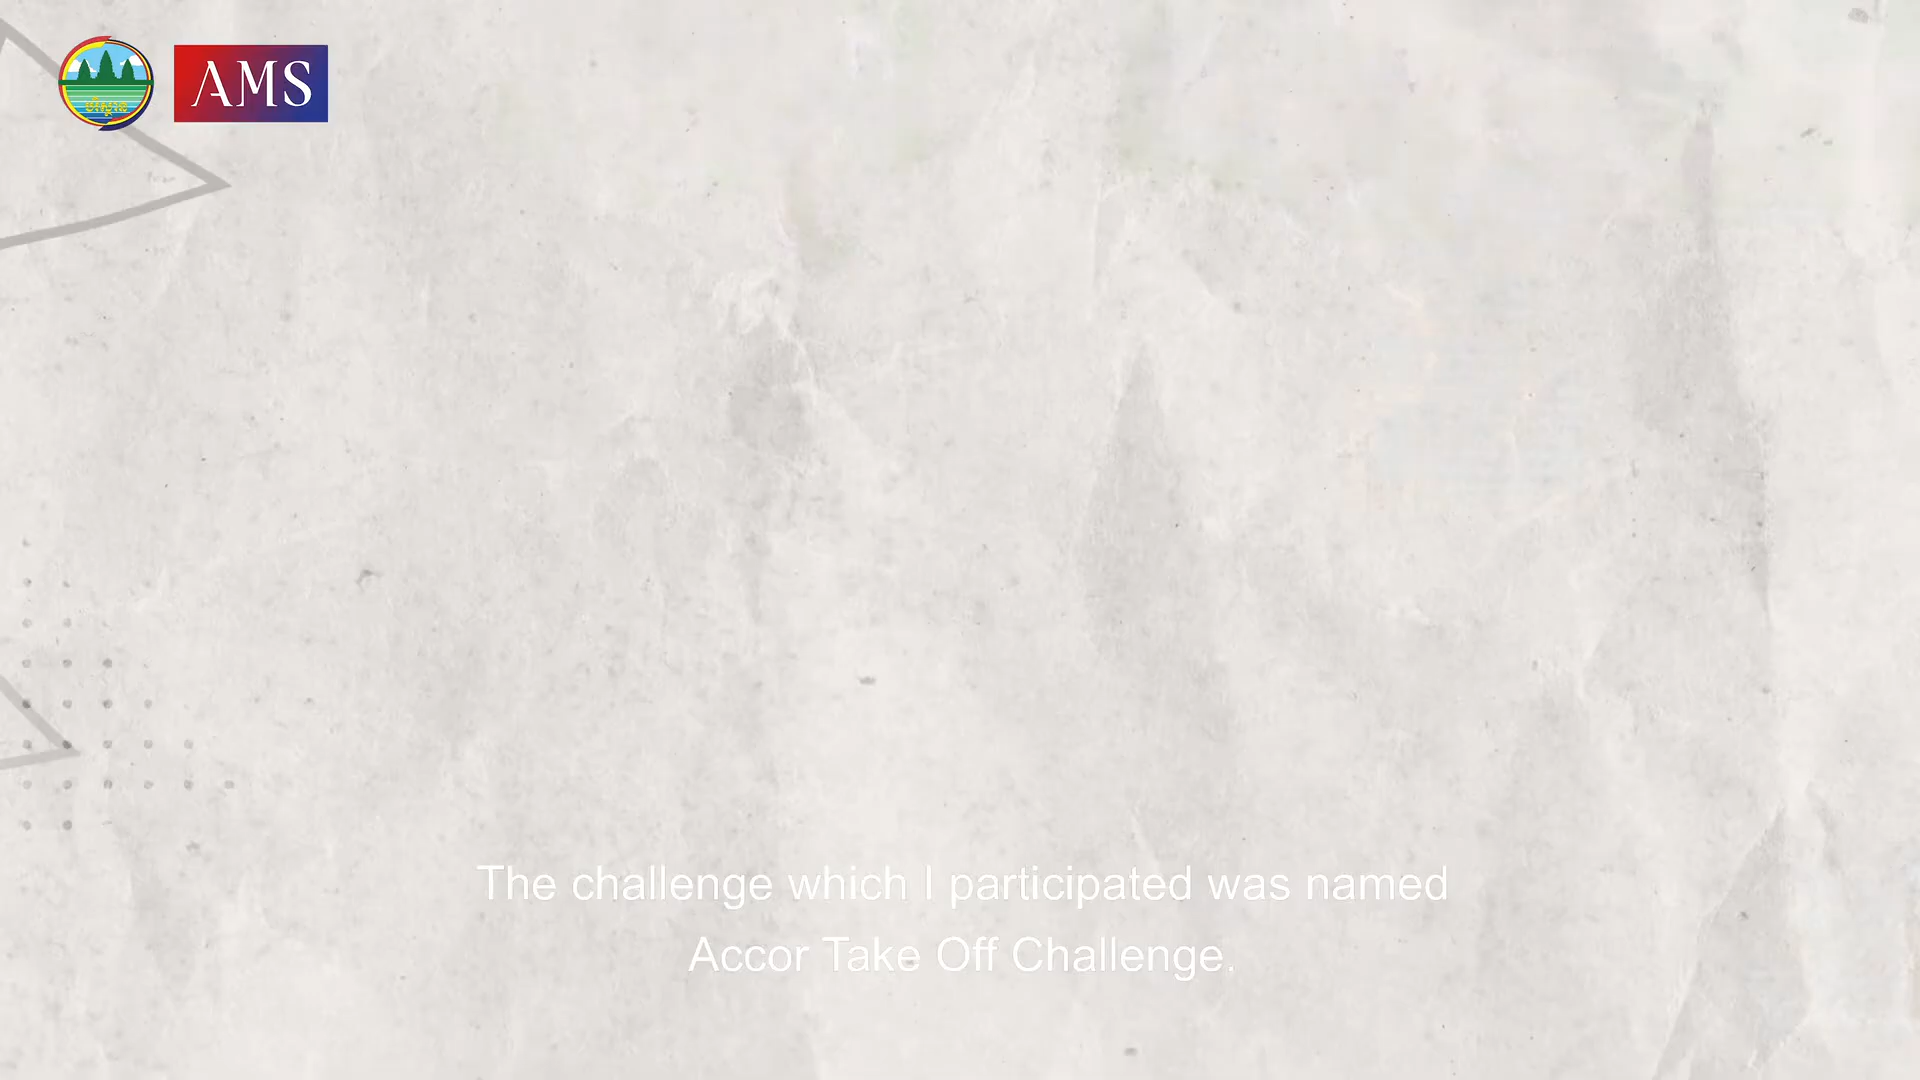 AMS
The challenge which I participated was named
Accor Take Off Challenge.